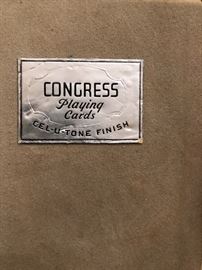 CONGRESS
Playing
Cards
CEL-U-TONE FINISH